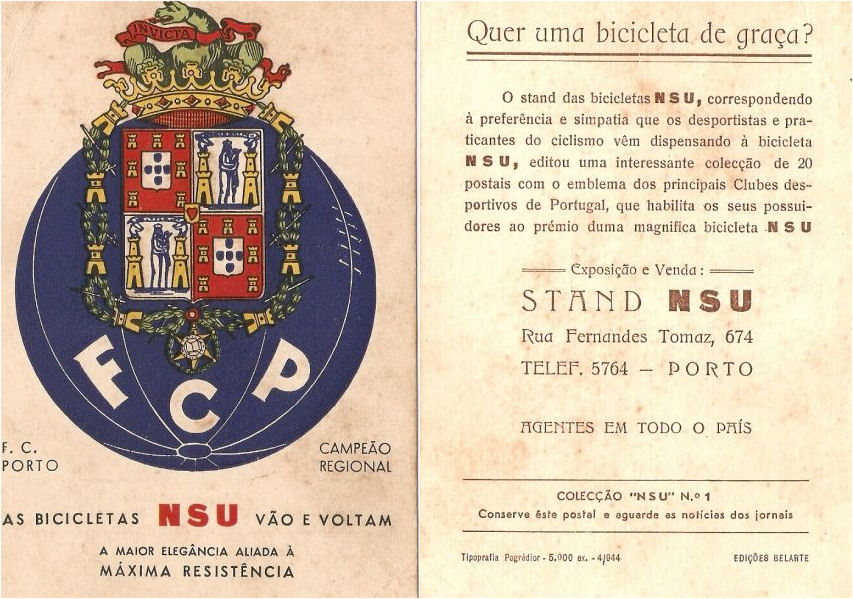 INVICTA
F C P
F. C.
PORTO
CAMPEÃO
REGIONAL
AS BICICLETAS NSU VÃO E VOLTAM
A MAIOR ELEGÂNCIA ALIADA À
MÁXIMA RESISTÊNCIA
Quer uma bicicleta de graça?
O stand das bicicletas NSU, correspondendo
à preferência e simpatia que os desportistas e pra-
ticantes do ciclismo vêm dispensando à bicicleta
NSU, editou uma interessante colecção de 20
postais com o emblema dos principais Clubes des-
portivos de Portugal, que habilita os seus possui-
dores ao prémio duma magnifica bicicleta NSU
Exposição e Venda:
STAND NSU
Rua Fernandes Tomaz, 674
TELEF. 5764 — PORTO
AGENTES EM TODO O PAÍS
COLECÇÃO "NSU" N.º 1
Conserve êste postal e aguarde as notícias dos jornais
Tipografia Pogrédior - 5.000 ex. - 4/944
EDIÇÕES BELARTE